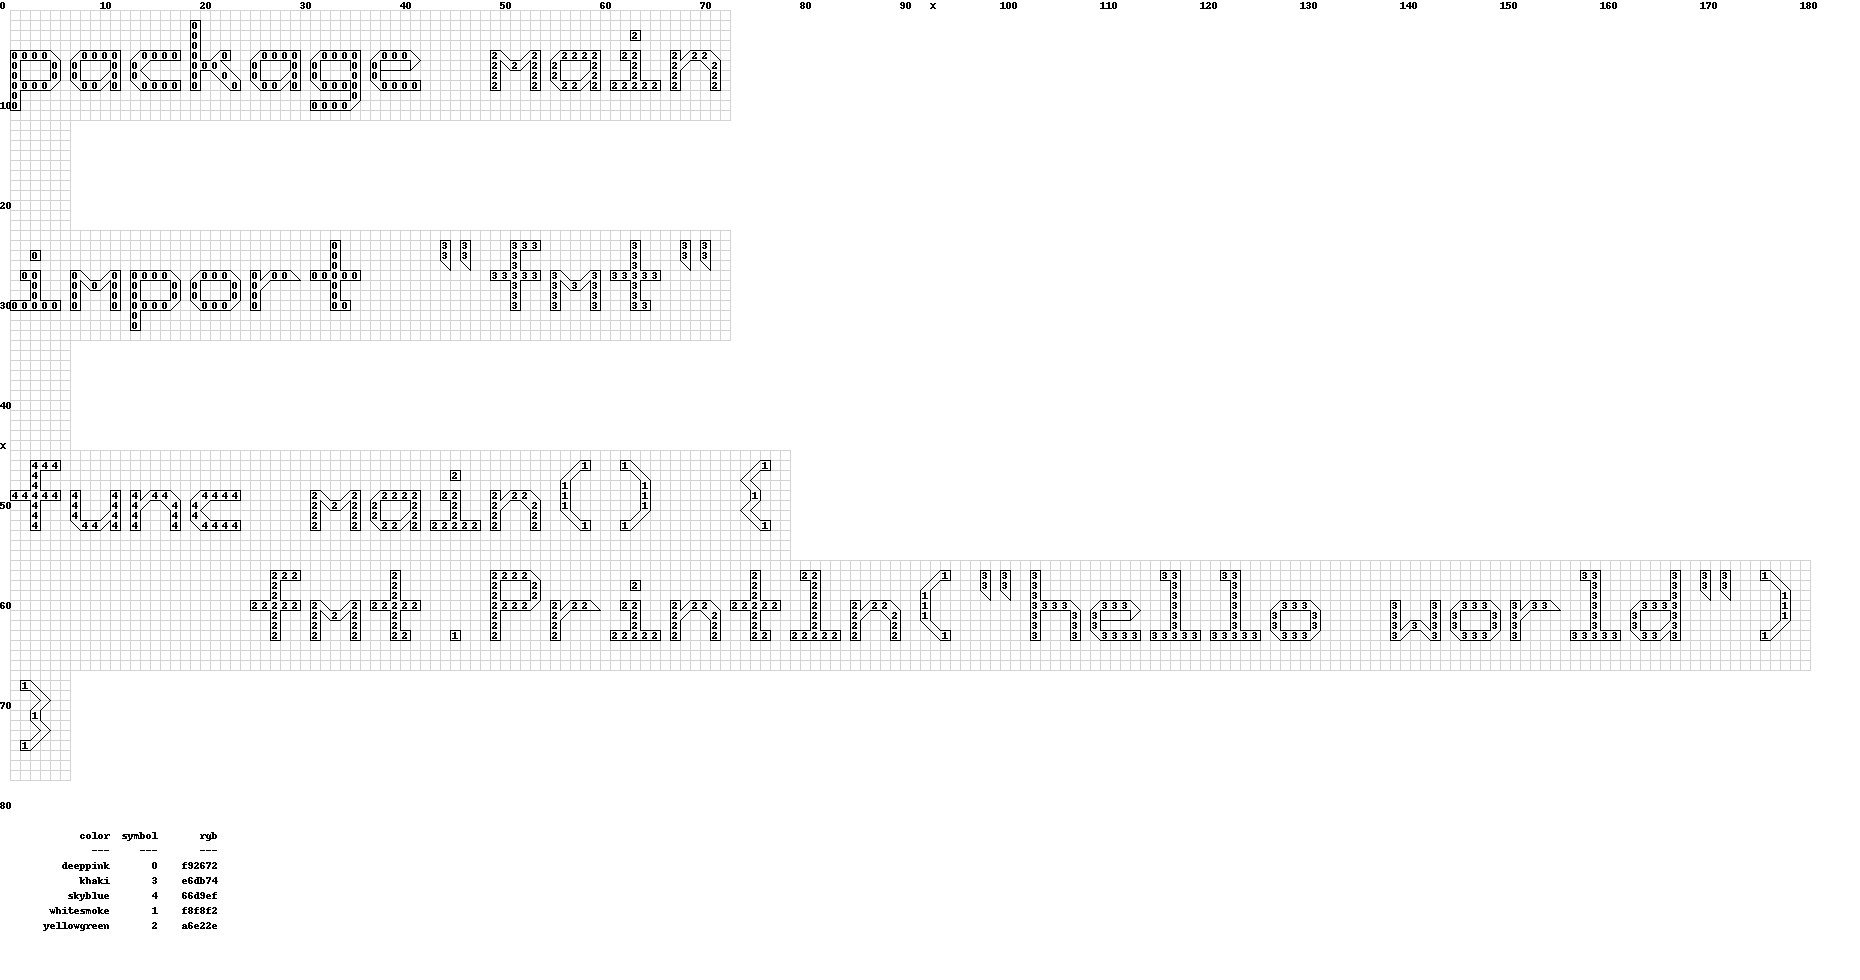 0 10 20 30 40 50 60 70 80 90 x 100 110 120 130 140 150 160 170 180
package main
10
20
import "fmt"
30
40
x
func main() {
50
    fmt.Println("hello world")
60
}
70
80
color symbol rgb
--- --- ---
deeppink 0 f92672
khaki 3 e6db74
skyblue 4 66d9ef
whitesmoke 1 f8f8f2
yellowgreen 2 a6e22e